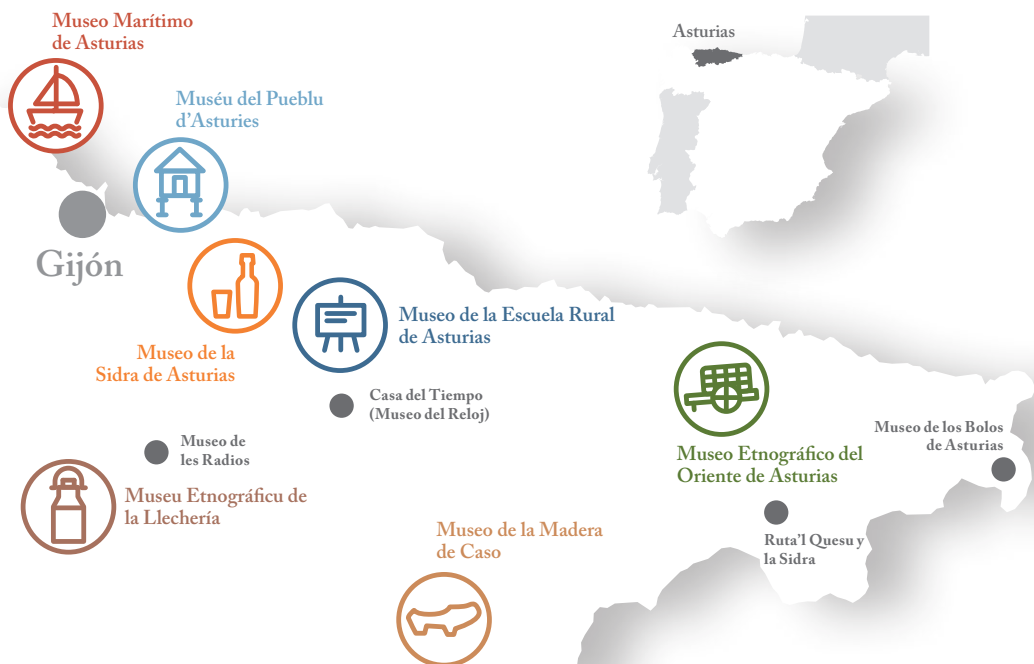 Museo Marítimo
de Asturias
Asturias
Muséu del Pueblu
d'Asturies
Gijón
Museo de la Escuela Rural
de Asturias
Museo de la
Sidra de Asturias
Casa del Tiempo
(Museo del Reloj)
Museo de
les Radios
Museo de los Bolos
de Asturias
Museo Etnográfico del
Oriente de Asturias
Museu Etnográficu de
la Llechería
Museo de la Madera
de Caso
Ruta'l Quesu y
la Sidra